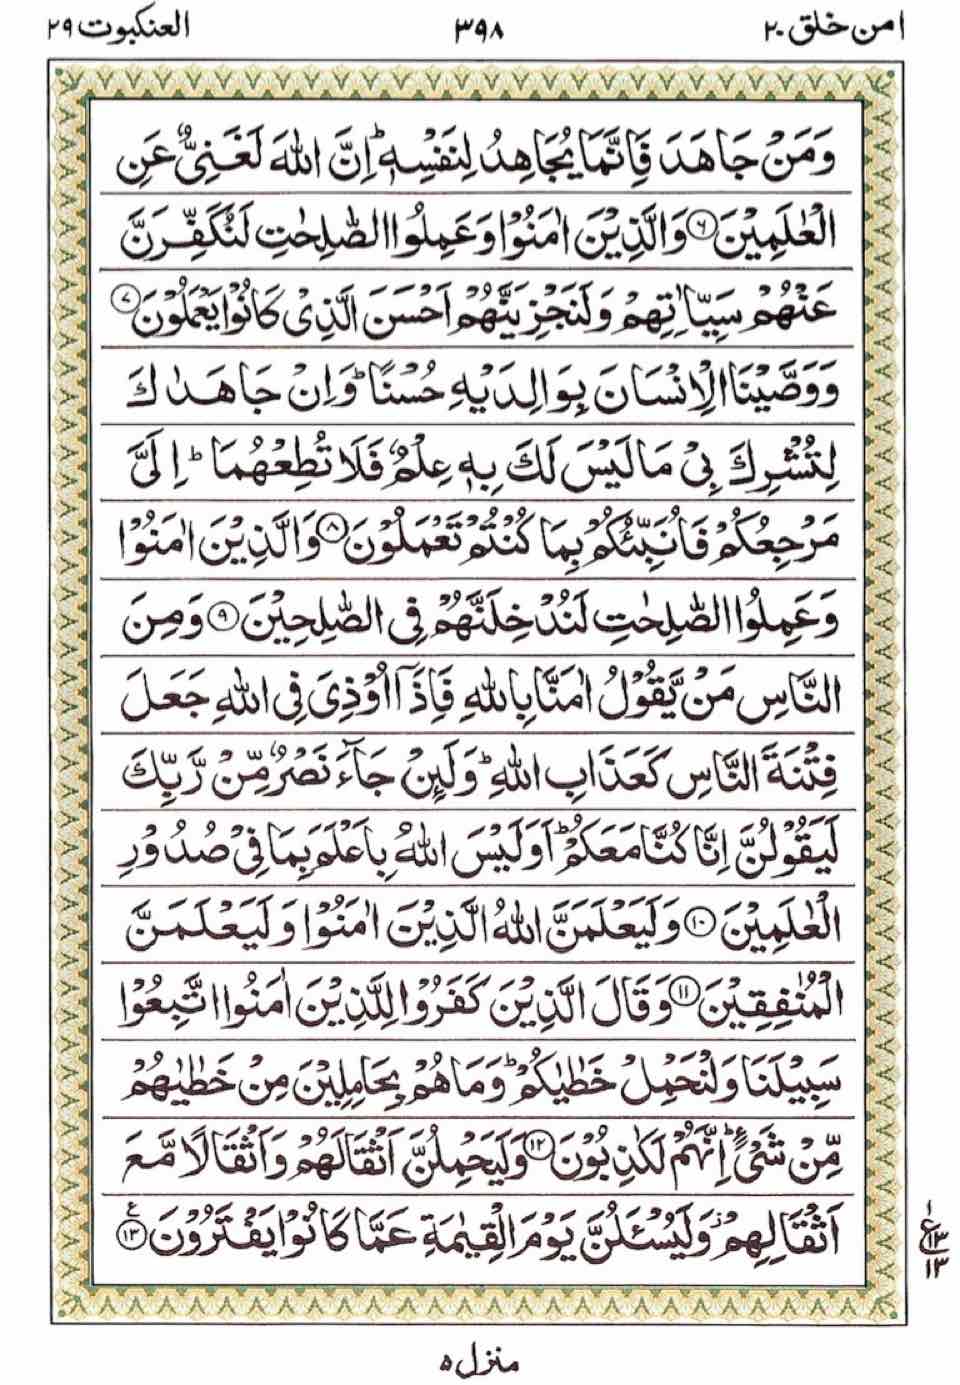 امن خلق ٢٠ ٣٩٨ العنكبوت ٢٩
وَمَنْ جَاهَدَ فَاِنَّمَا يُجَاهِدُ لِنَفْسِهٖ ؕ اِنَّ اللّٰهَ لَغَنِىٌّ عَنِ
الْعٰلَمِيْنَ ۝٦ وَالَّذِيْنَ اٰمَنُوْا وَعَمِلُوا الصّٰلِحٰتِ لَنُكَفِّرَنَّ
عَنْهُمْ سَيِّاٰتِهِمْ وَلَنَجْزِيَنَّهُمْ اَحْسَنَ الَّذِىْ كَانُوْا يَعْمَلُوْنَ ۝٧
وَوَصَّيْنَا الْاِنْسَانَ بِوَالِدَيْهِ حُسْنًا ؕ وَاِنْ جَاهَدٰكَ
لِتُشْرِكَ بِىْ مَا لَيْسَ لَكَ بِهٖ عِلْمٌ فَلَا تُطِعْهُمَا ؕ اِلَىَّ
مَرْجِعُكُمْ فَاُنَبِّئُكُمْ بِمَا كُنْتُمْ تَعْمَلُوْنَ ۝٨ وَالَّذِيْنَ اٰمَنُوْا
وَعَمِلُوا الصّٰلِحٰتِ لَنُدْخِلَنَّهُمْ فِى الصّٰلِحِيْنَ ۝٩ وَمِنَ
النَّاسِ مَنْ يَّقُوْلُ اٰمَنَّا بِاللّٰهِ فَاِذَاۤ اُوْذِىَ فِى اللّٰهِ جَعَلَ
فِتْنَةَ النَّاسِ كَعَذَابِ اللّٰهِ ؕ وَلَئِنْ جَآءَ نَصْرٌ مِّنْ رَّبِّكَ
لَيَقُوْلُنَّ اِنَّا كُنَّا مَعَكُمْ ؕ اَوَلَيْسَ اللّٰهُ بِاَعْلَمَ بِمَا فِىْ صُدُوْرِ
الْعٰلَمِيْنَ ۝١٠ وَلَيَعْلَمَنَّ اللّٰهُ الَّذِيْنَ اٰمَنُوْا وَلَيَعْلَمَنَّ
الْمُنٰفِقِيْنَ ۝١١ وَقَالَ الَّذِيْنَ كَفَرُوْا لِلَّذِيْنَ اٰمَنُوا اتَّبِعُوْا
سَبِيْلَنَا وَلْنَحْمِلْ خَطٰيٰكُمْ ؕ وَمَا هُمْ بِحَامِلِيْنَ مِنْ خَطٰيٰهُمْ
مِّنْ شَىْءٍ ؕ اِنَّهُمْ لَكٰذِبُوْنَ ۝١٢ وَلَيَحْمِلُنَّ اَثْقَالَهُمْ وَاَثْقَالًا مَّعَ
اَثْقَالِهِمْ ؗ وَلَيُسْئَلُنَّ يَوْمَ الْقِيٰمَةِ عَمَّا كَانُوْا يَفْتَرُوْنَ ۝١٣ ع
١
ع ١٣
١٣
منزل ٥